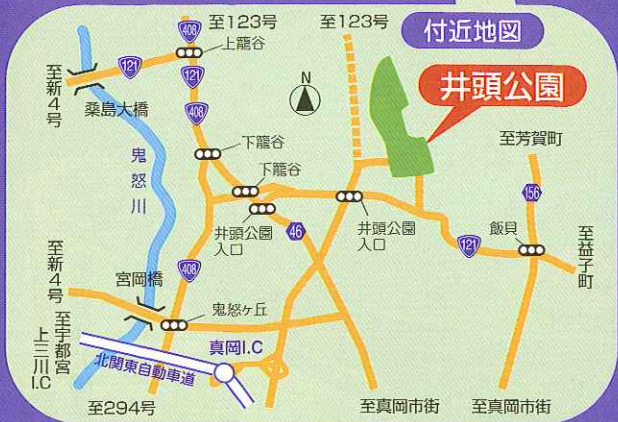 付近地図
井頭公園
至123号
至123号
408
上籠谷
121
121
至新4号
桑島大橋
408
N
鬼怒川
下籠谷
下籠谷
井頭公園
入口
46
井頭公園
入口
至芳賀町
156
飯貝
121
至益子町
至新4号
宮岡橋
408
鬼怒ヶ丘
至宇都宮
上三川I.C
北関東自動車道
真岡I.C
至294号
至真岡市街
至真岡市街